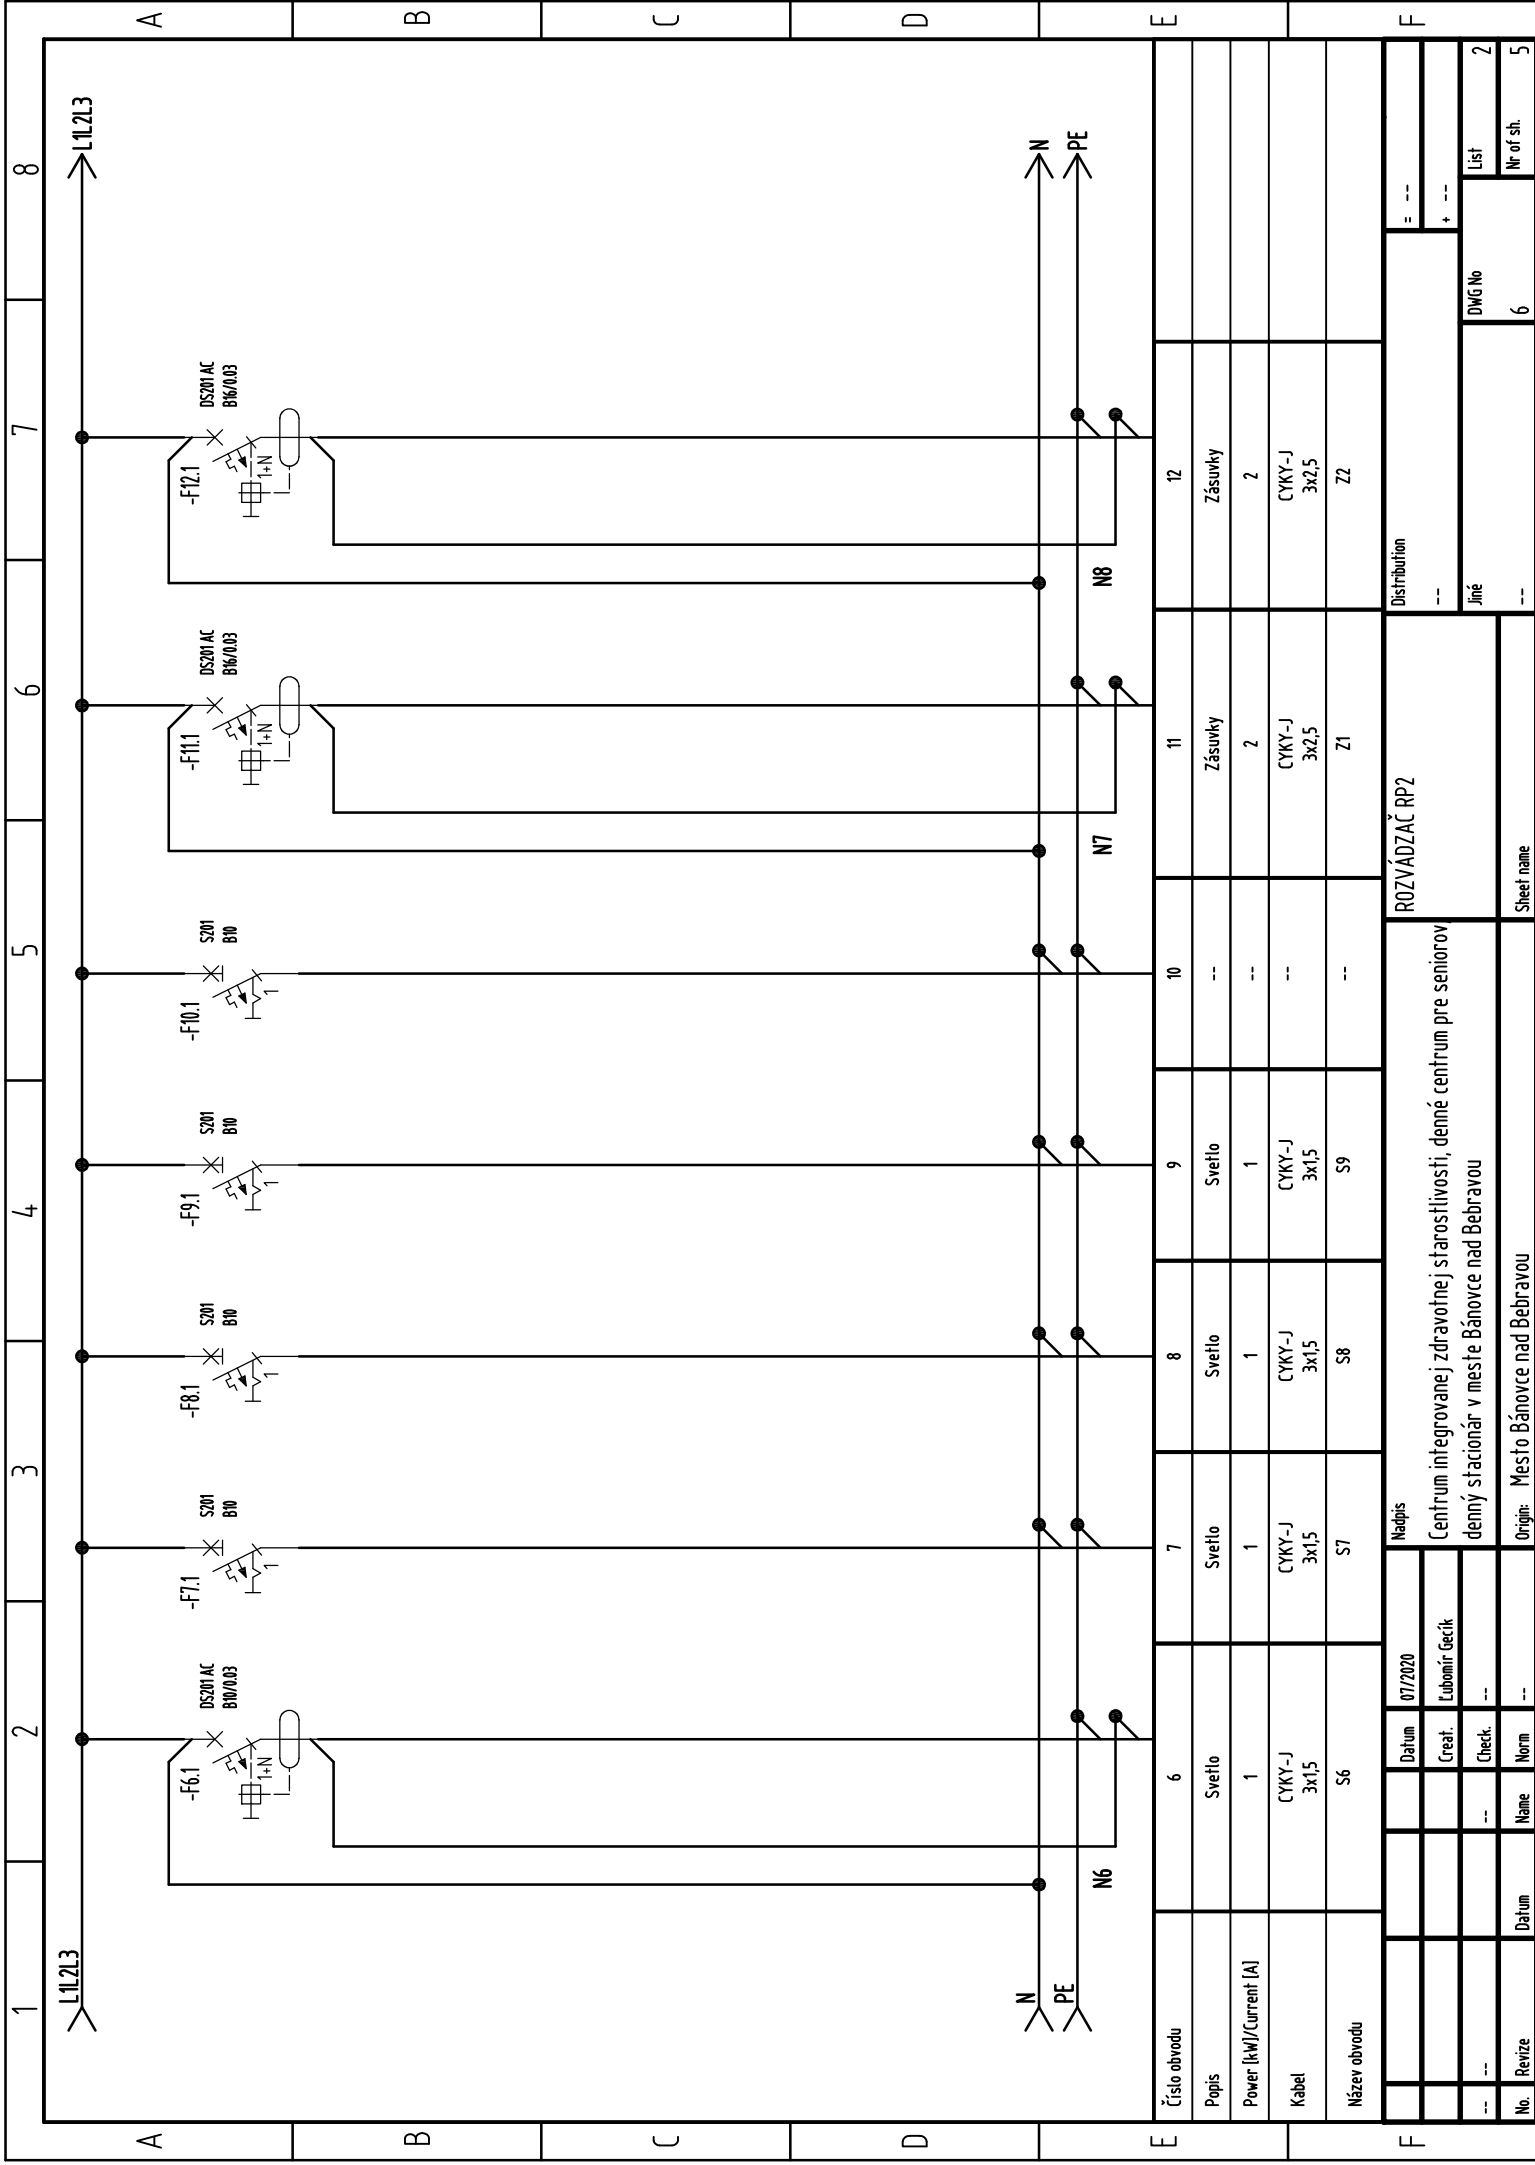 1 2 3 4 5 6 7 8
A A
B B
C C
D D
E E
F F
L1L2L3 L1L2L3
-F6.1 DS201 AC
B10/0.03
1+N
-F7.1 S201
B10
1
-F8.1 S201
B10
1
-F9.1 S201
B10
1
-F10.1 S201
B10
1
-F11.1 DS201 AC
B16/0.03
1+N
-F12.1 DS201 AC
B16/0.03
1+N
N N
PE PE
N6 N7 N8
Číslo obvodu 6 7 8 9 10 11 12
Popis Svetlo Svetlo Svetlo Svetlo -- Zásuvky Zásuvky
Power [kW]/Current [A] 1 1 1 1 -- 2 2
Kabel CYKY-J CYKY-J CYKY-J CYKY-J -- CYKY-J CYKY-J
3x1,5 3x1,5 3x1,5 3x1,5 3x2,5 3x2,5
Název obvodu S6 S7 S8 S9 -- Z1 Z2
Datum 07/2020
Creat. Ľubomír Gecík
-- -- -- Check. --
No. Revize Datum Name Norm --
Nadpis
Centrum integrovanej zdravotnej starostlivosti, denné centrum pre seniorov,
denný stacionár v meste Bánovce nad Bebravou
Origin: Mesto Bánovce nad Bebravou
ROZVÁDZAČ RP2
Sheet name
Distribution
--
= --
+ --
Jiné
--
DWG No
6
List 2
Nr of sh. 5